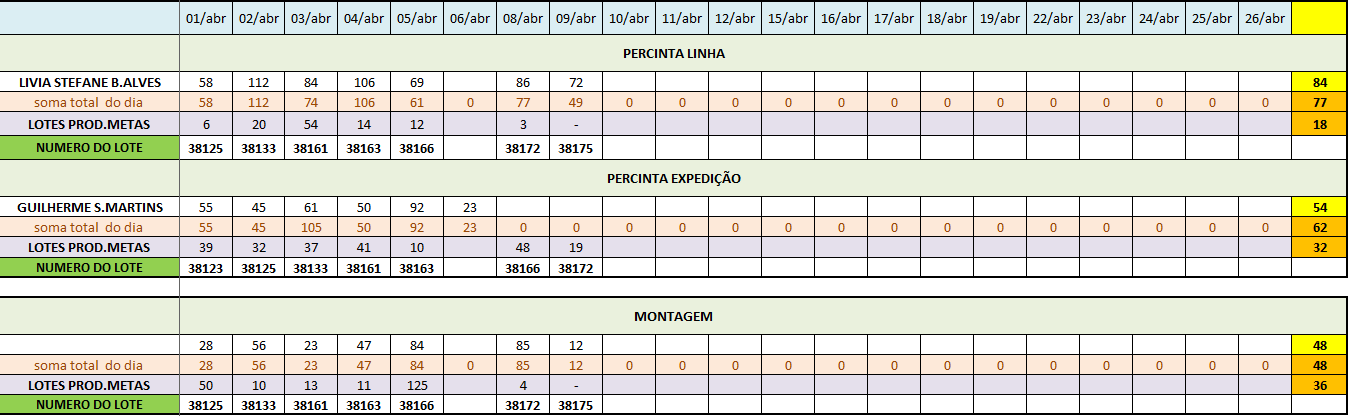 01/abr 02/abr 03/abr 04/abr 05/abr 06/abr 08/abr 09/abr 10/abr 11/abr 12/abr 15/abr 16/abr 17/abr 18/abr 19/abr 22/abr 23/abr 24/abr 25/abr 26/abr
PERCINTA LINHA
LIVIA STEFANE B.ALVES 58 112 84 106 69 86 72 84
soma total do dia 58 112 74 106 61 0 77 49 0 0 0 0 0 0 0 0 0 0 0 0 0 77
LOTES PROD.METAS 6 20 54 14 12 3 - 18
NUMERO DO LOTE 38125 38133 38161 38163 38166 38172 38175
PERCINTA EXPEDIÇÃO
GUILHERME S.MARTINS 55 45 61 50 92 23 54
soma total do dia 55 45 105 50 92 23 0 0 0 0 0 0 0 0 0 0 0 0 0 0 0 62
LOTES PROD.METAS 39 32 37 41 10 48 19 32
NUMERO DO LOTE 38123 38125 38133 38161 38163 38166 38172
MONTAGEM
28 56 23 47 84 85 12 48
soma total do dia 28 56 23 47 84 0 85 12 0 0 0 0 0 0 0 0 0 0 0 0 0 48
LOTES PROD.METAS 50 10 13 11 125 4 - 36
NUMERO DO LOTE 38125 38133 38161 38163 38166 38172 38175